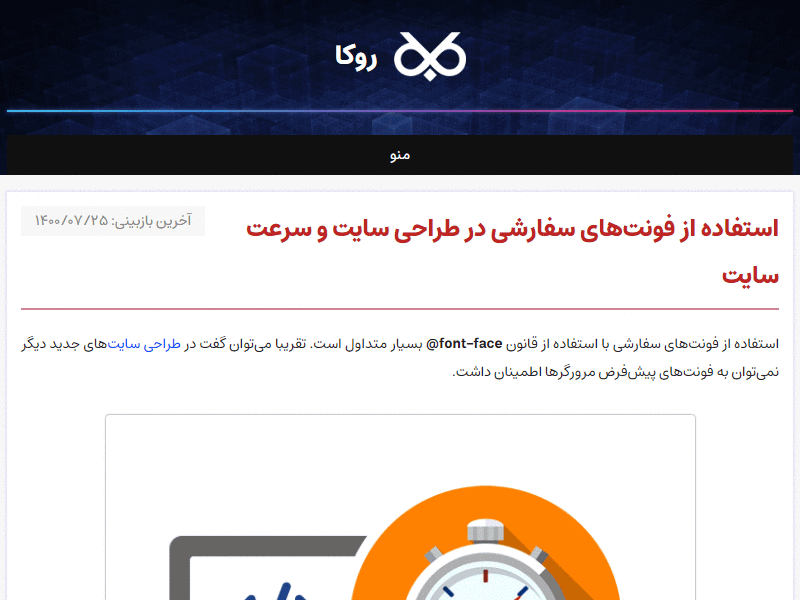 روکا
منو
استفاده از فونت‌های سفارشی در طراحی سایت و سرعت
سایت
آخرین بازبینی: ۱۴۰۰/۰۷/۲۵
استفاده از فونت‌های سفارشی با استفاده از قانون @font-face بسیار متداول است. تقریبا می‌توان گفت در طراحی سایت‌های جدید دیگر
نمی‌توان به فونت‌های پیش‌فرض مرورگرها اطمینان داشت.